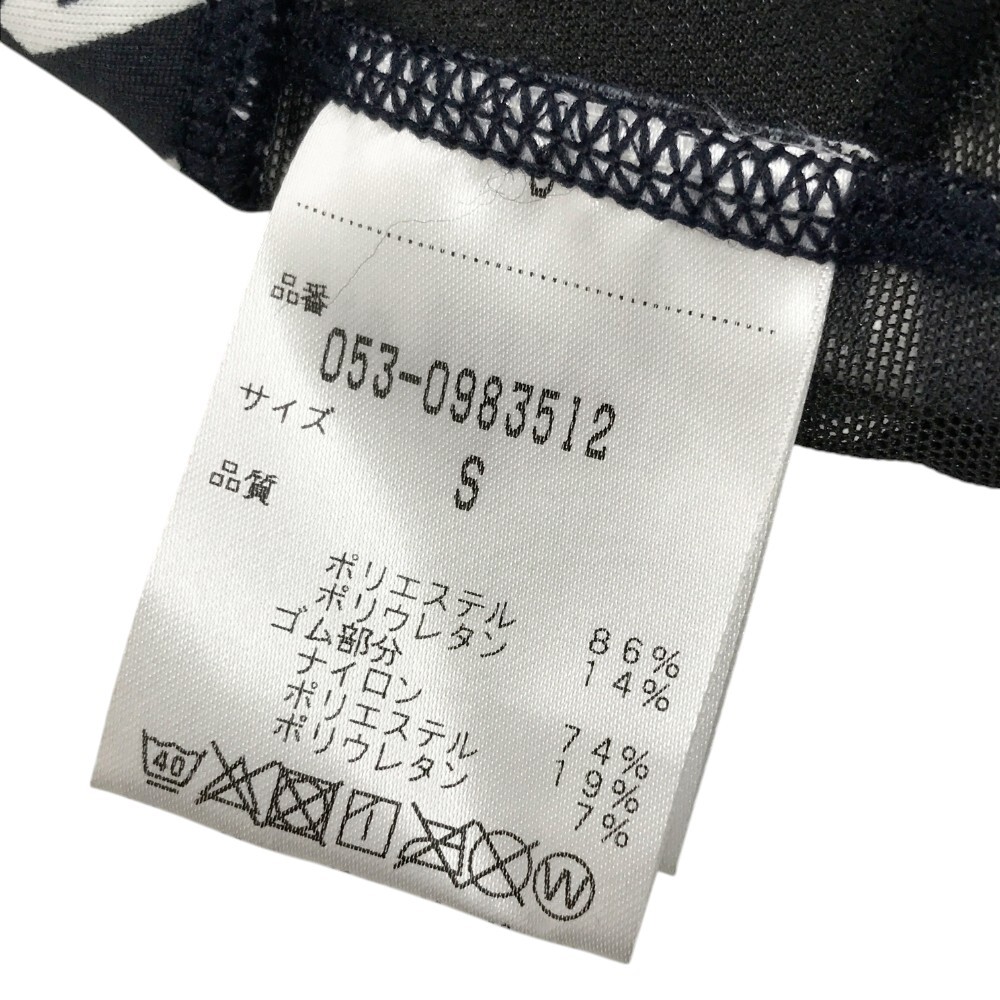 品番
053-0983512
サイズ
S
品質
ポリエステル 86%
ポリウレタン 14%
ゴム部分
ナイロン 74%
ポリエステル 19%
ポリウレタン 7%
40
W